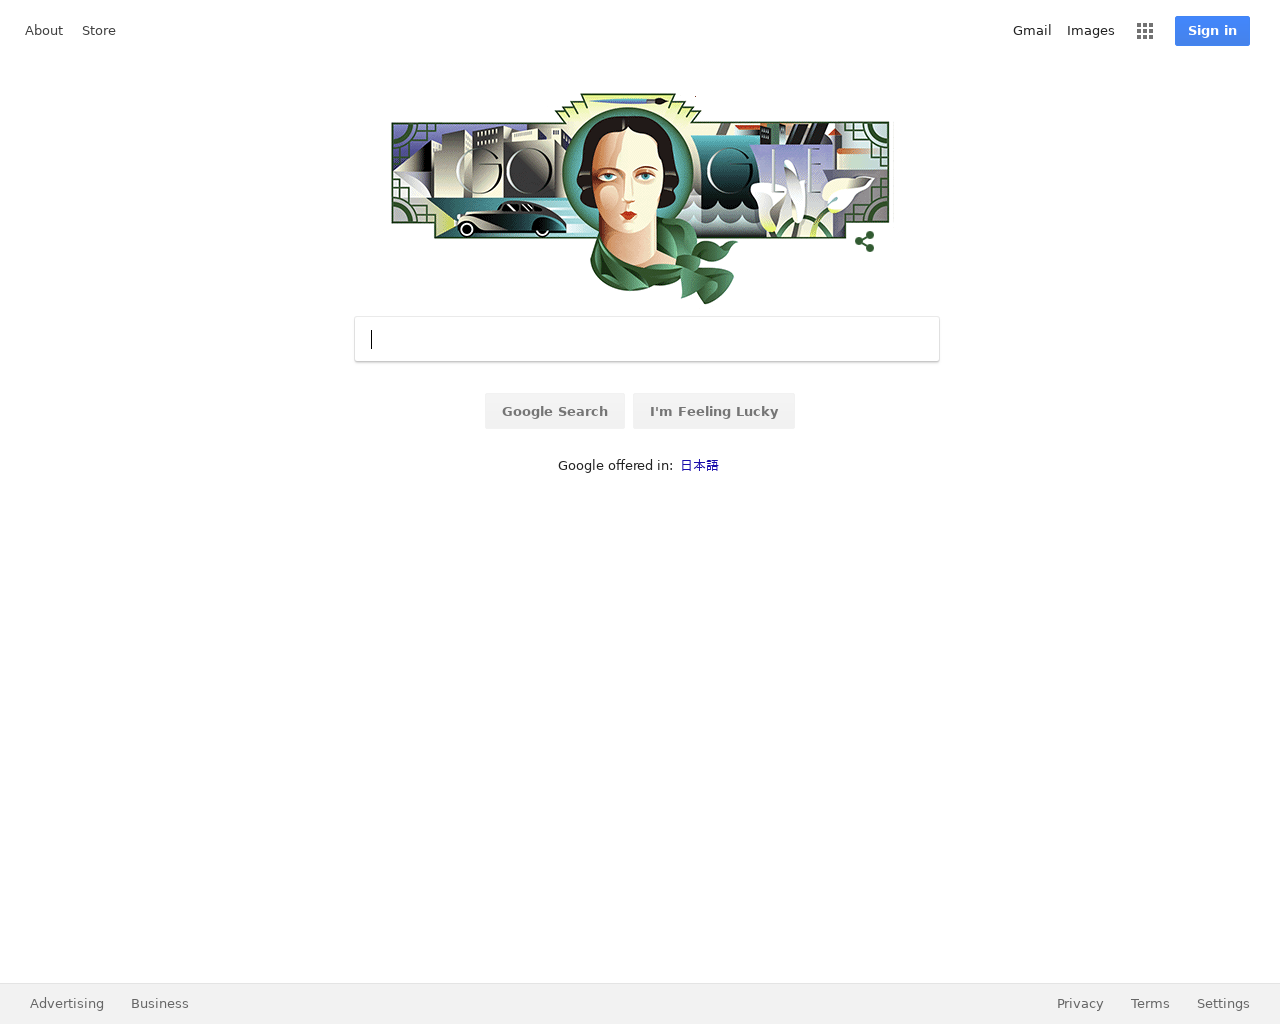 About Store
Gmail Images Sign in
GOOGLE
Google Search I'm Feeling Lucky
Google offered in: 日本語
Advertising Business
Privacy Terms Settings